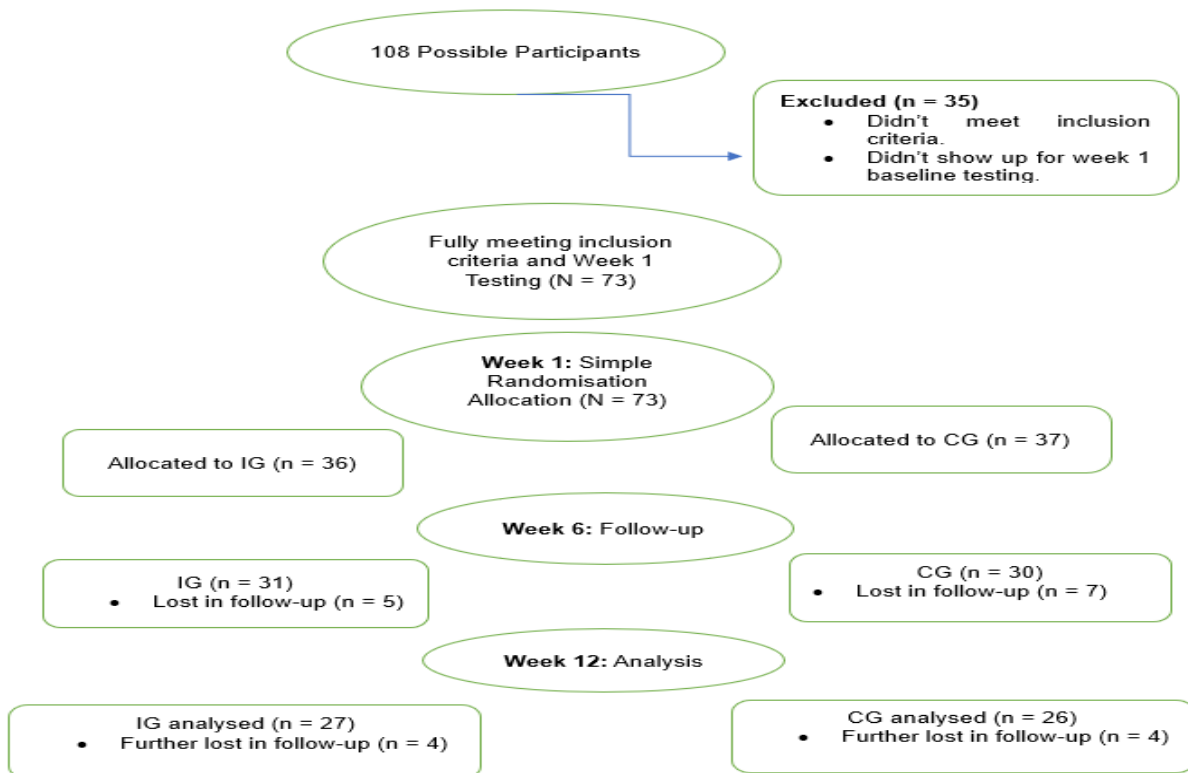 108 Possible Participants
Excluded (n = 35)
• Didn't meet inclusion
criteria.
• Didn't show up for week 1
baseline testing.
Fully meeting inclusion
criteria and Week 1
Testing (N = 73)
Week 1: Simple
Randomisation
Allocation (N = 73)
Allocated to IG (n = 36)
Allocated to CG (n = 37)
Week 6: Follow-up
IG (n = 31)
• Lost in follow-up (n = 5)
CG (n = 30)
• Lost in follow-up (n = 7)
Week 12: Analysis
IG analysed (n = 27)
• Further lost in follow-up (n = 4)
CG analysed (n = 26)
• Further lost in follow-up (n = 4)